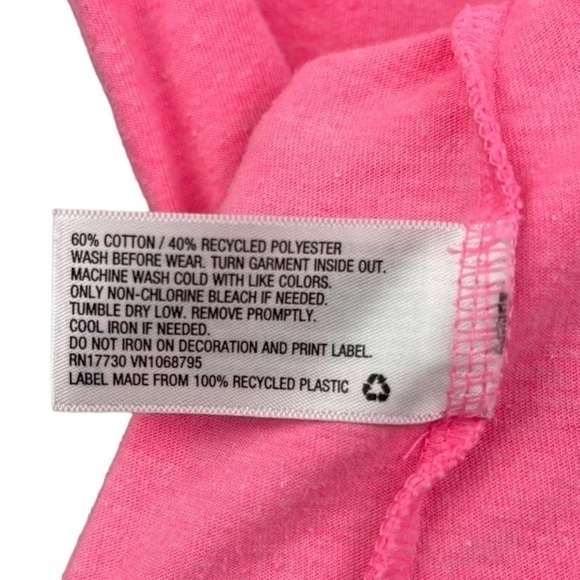 60% COTTON / 40% RECYCLED POLYESTER
WASH BEFORE WEAR. TURN GARMENT INSIDE OUT.
MACHINE WASH COLD WITH LIKE COLORS.
ONLY NON-CHLORINE BLEACH IF NEEDED.
TUMBLE DRY LOW. REMOVE PROMPTLY.
COOL IRON IF NEEDED.
DO NOT IRON ON DECORATION AND PRINT LABEL.
RN17730 VN1068795
LABEL MADE FROM 100% RECYCLED PLASTIC